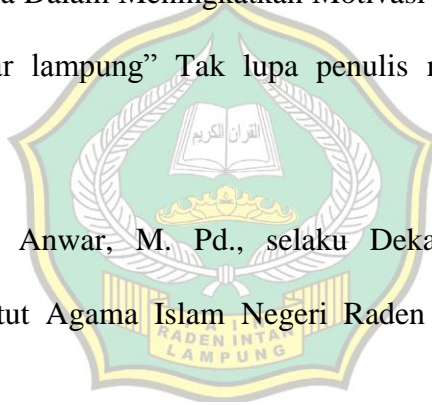 a Dalam Meningkatkan Motivasi
ar lampung” Tak lupa penulis
القرآن الكريم
Anwar, M. Pd., selaku Deka
tut Agama Islam Negeri Raden
I A I N
RADEN INTAN
LAMPUNG